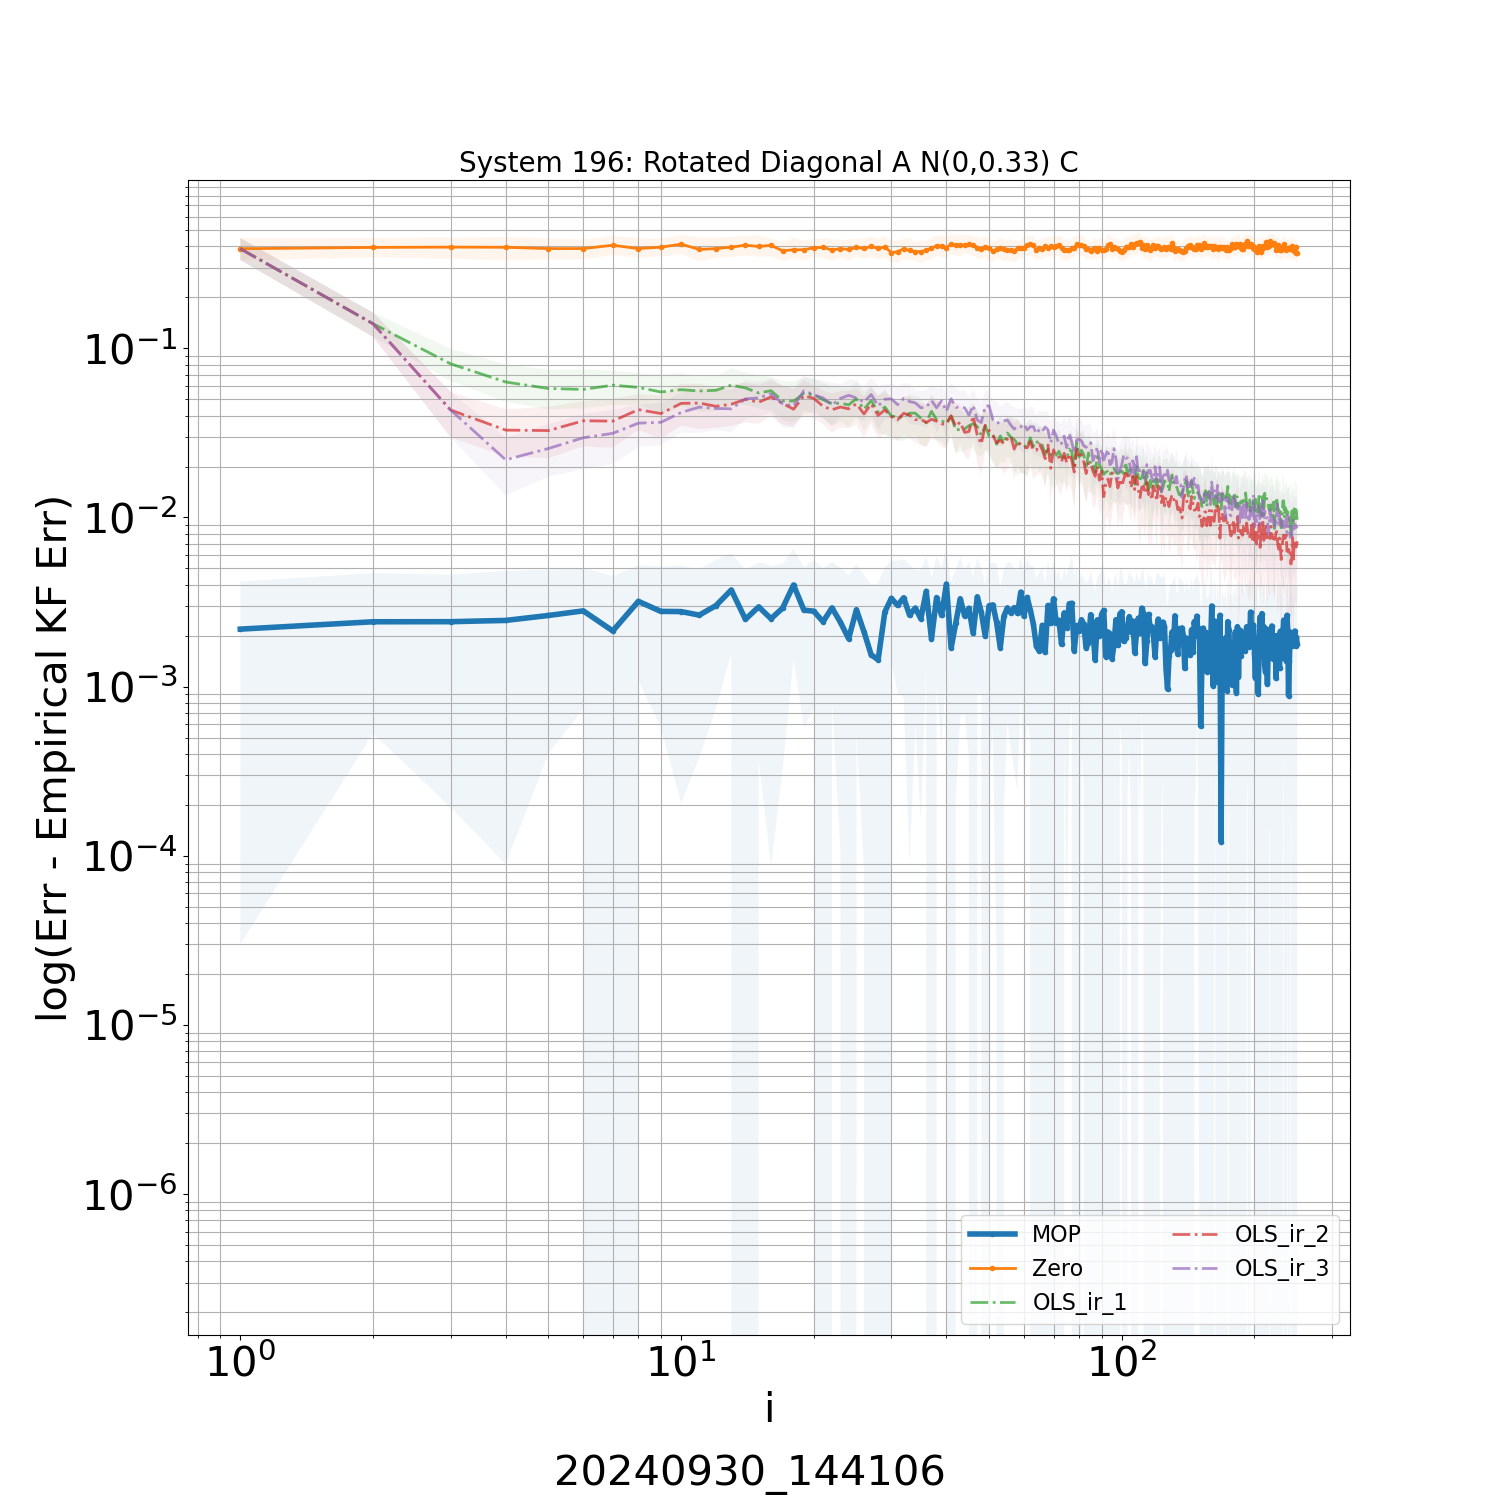 System 196: Rotated Diagonal A N(0,0.33) C
log(Err - Empirical KF Err)
10⁻¹
10⁻²
10⁻³
10⁻⁴
10⁻⁵
10⁻⁶
MOP
Zero
OLS_ir_1
OLS_ir_2
OLS_ir_3
10⁰ 10¹ 10²
i
20240930_144106